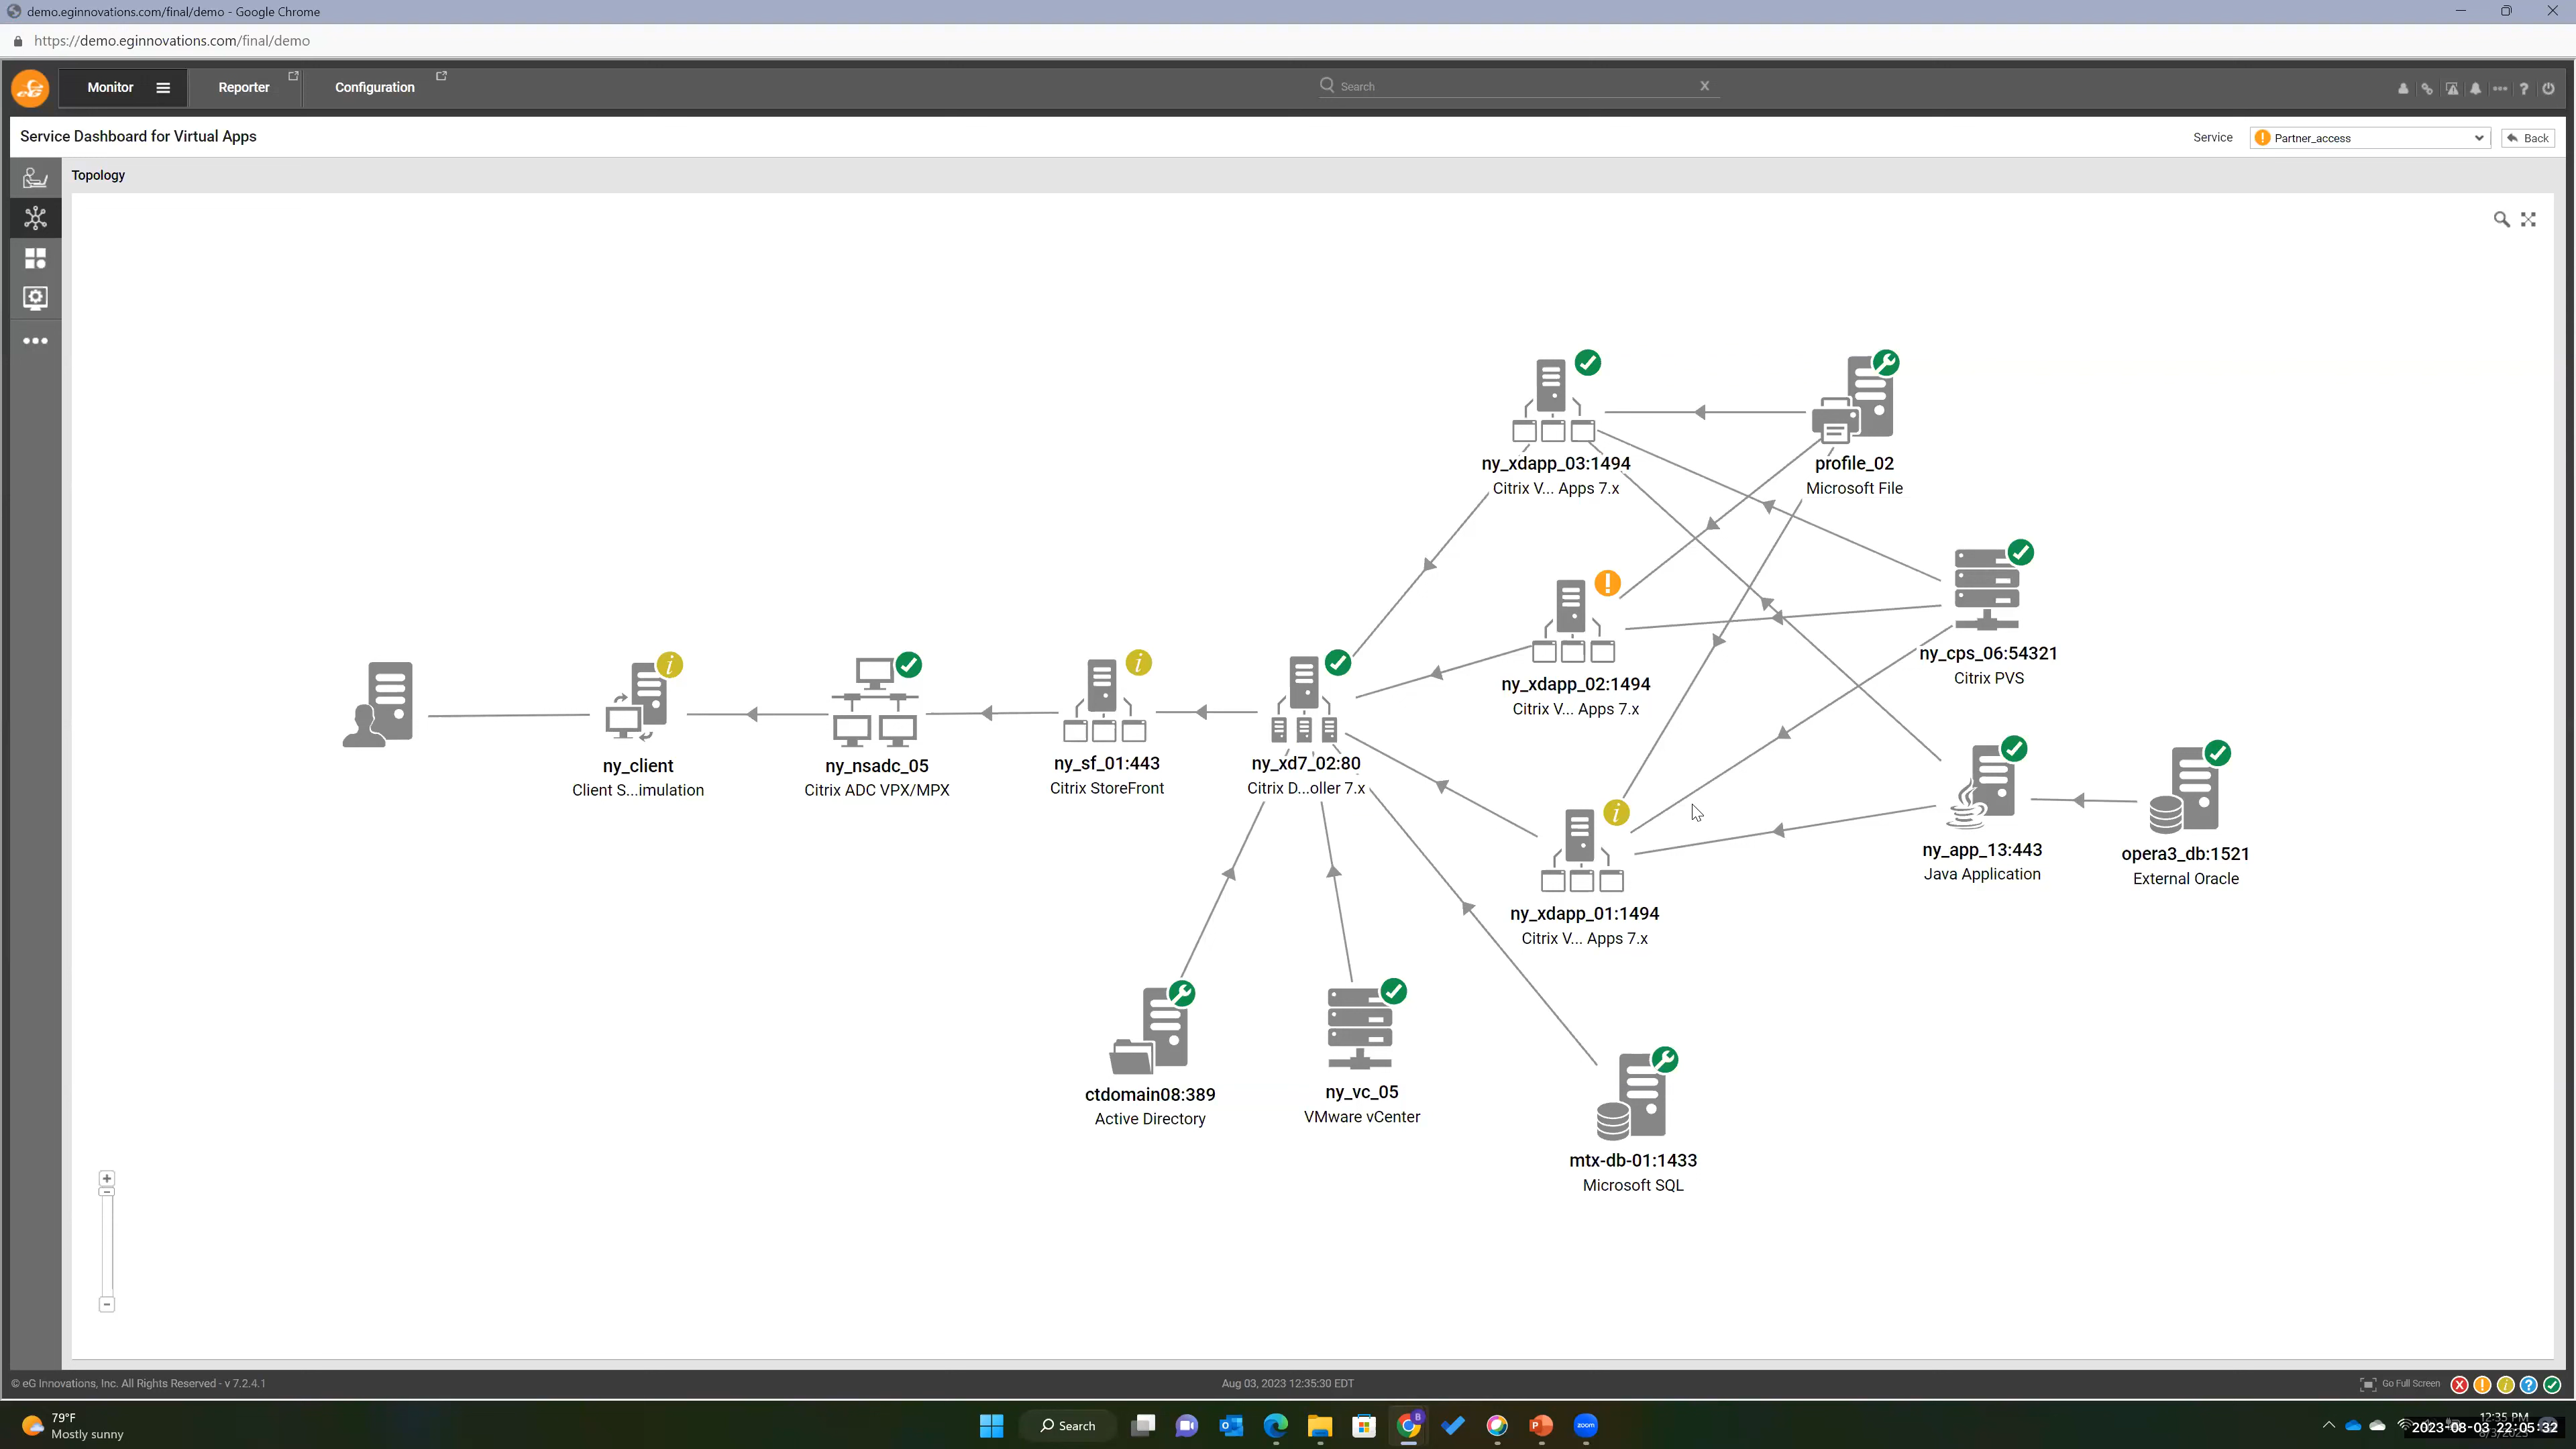 demo.eginnovations.com/final/demo - Google Chrome
https://demo.eginnovations.com/final/demo
eG
Monitor
Reporter
Configuration
Search
X
Service Dashboard for Virtual Apps
Service
Partner_access
Back
Topology
ny_xdapp_03:1494
Citrix V... Apps 7.x
profile_02
Microsoft File
ny_cps_06:54321
Citrix PVS
ny_xdapp_02:1494
Citrix V... Apps 7.x
ny_client
Client S...imulation
ny_nsadc_05
Citrix ADC VPX/MPX
ny_sf_01:443
Citrix StoreFront
ny_xd7_02:80
Citrix D...oller 7.x
ny_app_13:443
Java Application
opera3_db:1521
External Oracle
ny_xdapp_01:1494
Citrix V... Apps 7.x
ctdomain08:389
Active Directory
ny_vc_05
VMware vCenter
mtx-db-01:1433
Microsoft SQL
© eG Innovations, Inc. All Rights Reserved - v 7.2.4.1
Aug 03, 2023 12:35:30 EDT
Go Full Screen
79°F
Mostly sunny
Search
zoom
12:35 PM
2023-08-03 22:05:32